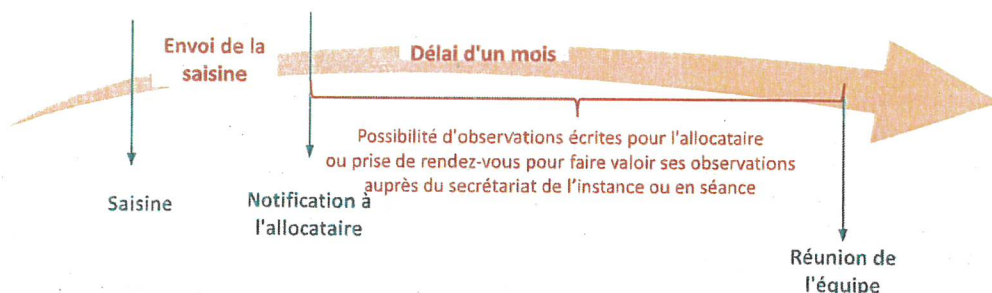 Envoi de la
saisine
Délai d'un mois
Possibilité d'observations écrites pour l'allocataire
ou prise de rendez-vous pour faire valoir ses observations
auprès du secrétariat de l'instance ou en séance
Saisine
Notification à
l'allocataire
Réunion de
l'équipe